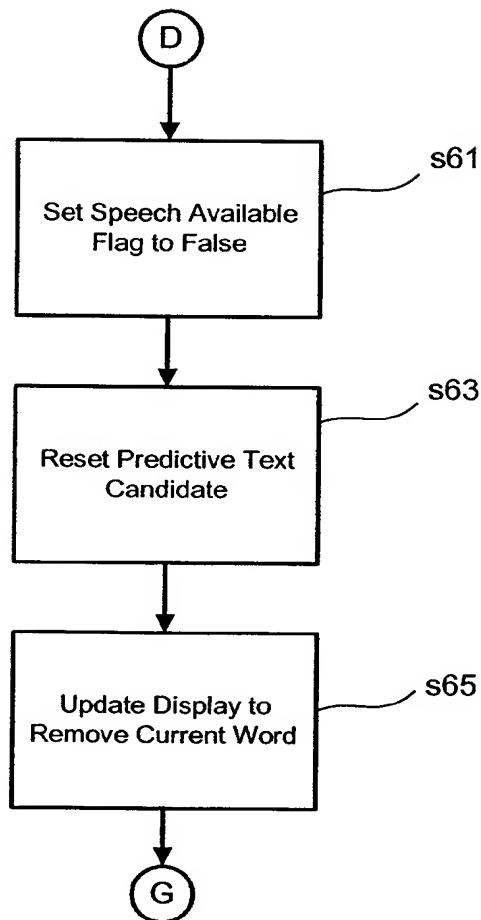 D
s61
Set Speech Available
Flag to False
s63
Reset Predictive Text
Candidate
s65
Update Display to
Remove Current Word
G